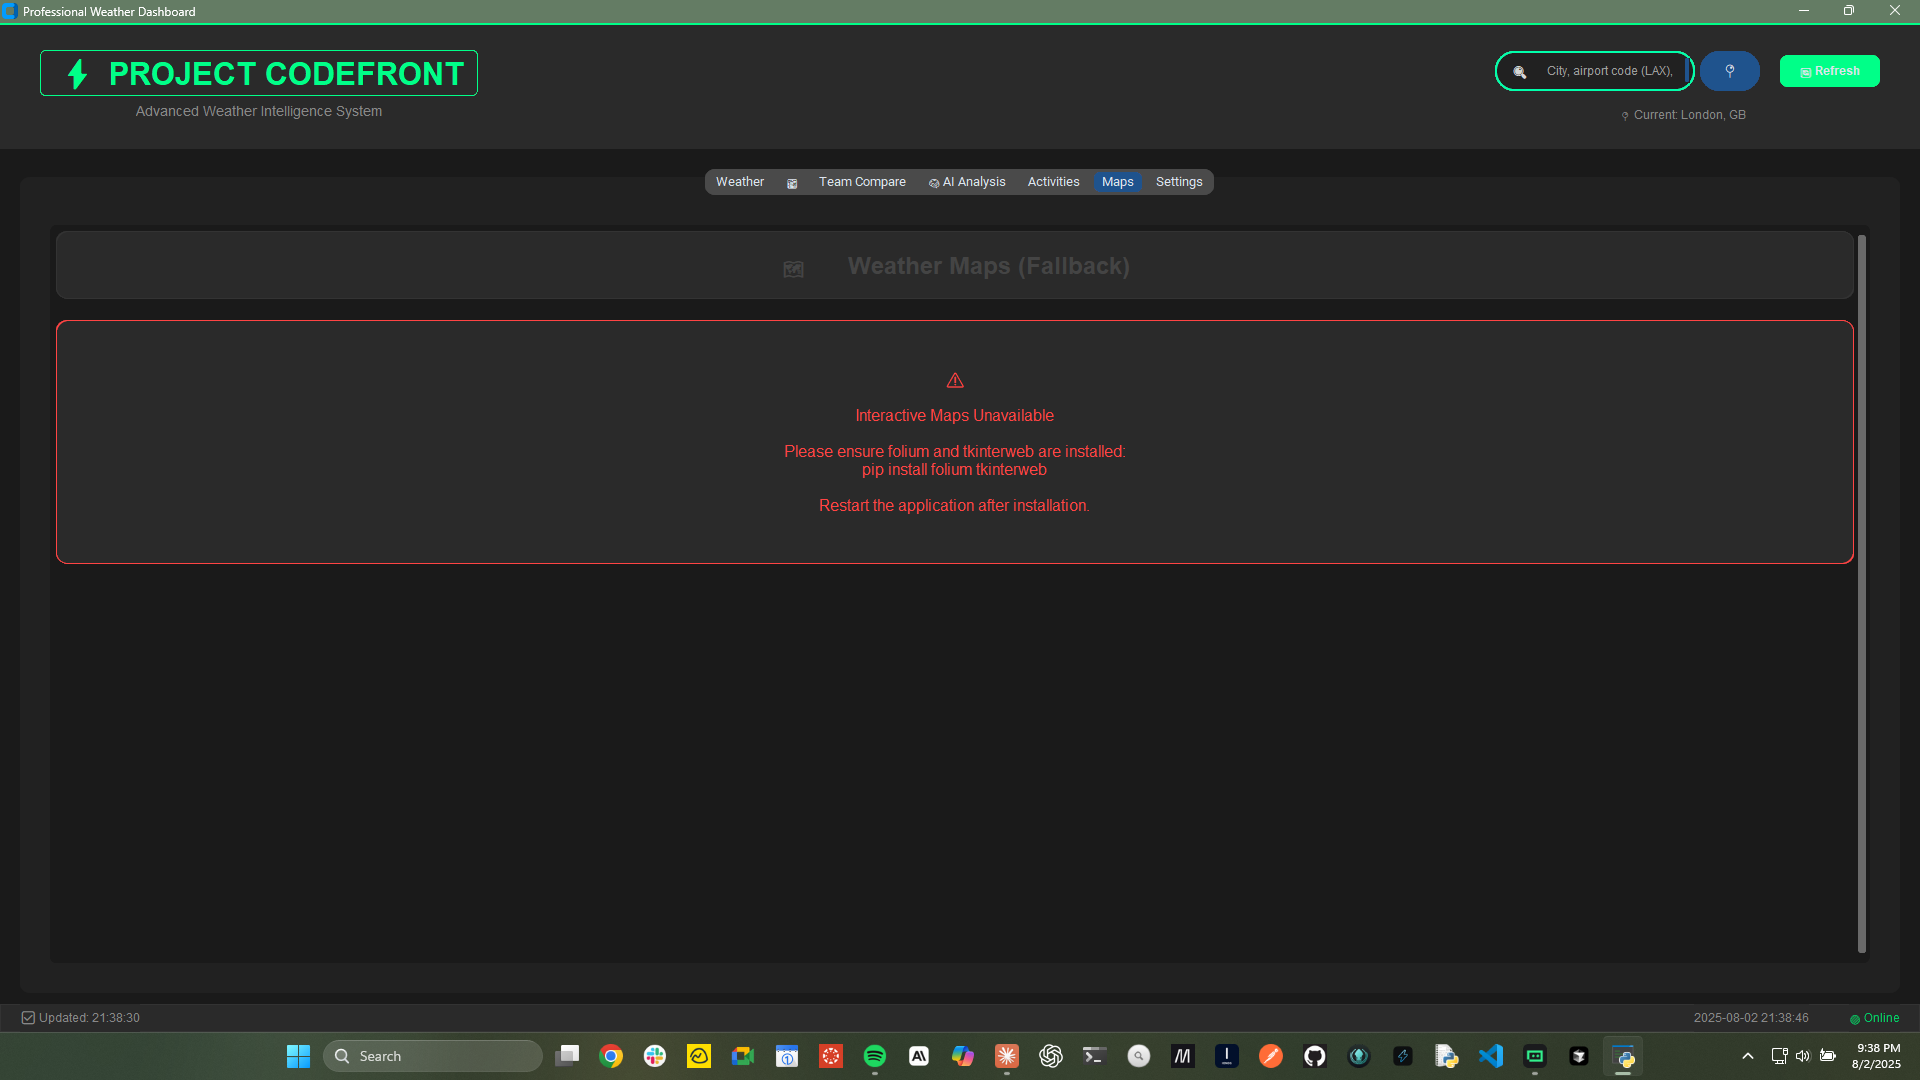 Professional Weather Dashboard
PROJECT CODEFRONT
Advanced Weather Intelligence System
City, airport code (LAX),
Refresh
Current: London, GB
Weather
Team Compare
AI Analysis
Activities
Maps
Settings
Weather Maps (Fallback)
Interactive Maps Unavailable
Please ensure folium and tkinterweb are installed:
pip install folium tkinterweb
Restart the application after installation.
Updated: 21:38:30
2025-08-02 21:38:46
Online
Search
9:38 PM
8/2/2025